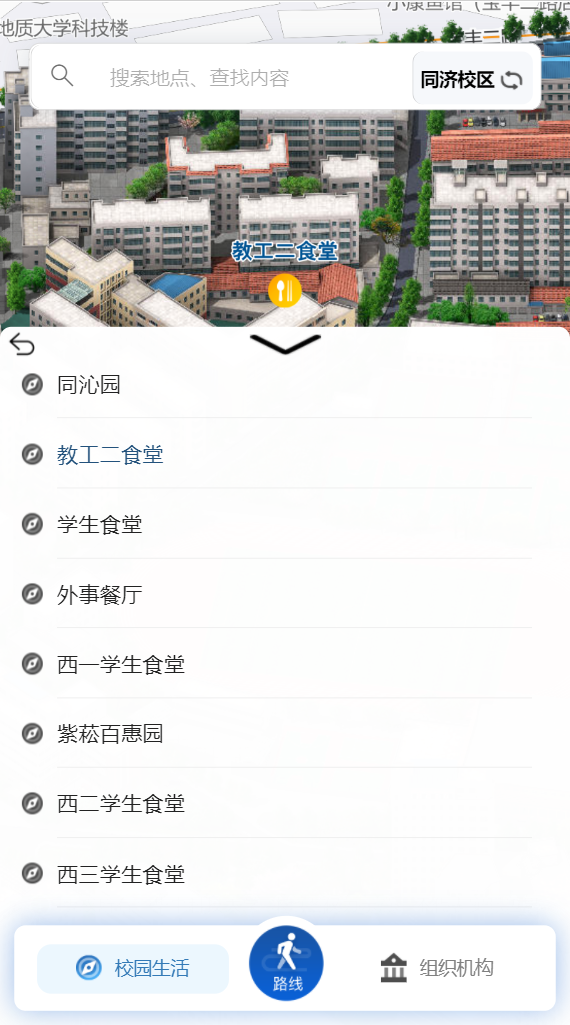 地质大学科技楼
搜索地点、查找内容
同济校区
教工二食堂
同沁园
教工二食堂
学生食堂
外事餐厅
西一学生食堂
紫菘百惠园
西二学生食堂
西三学生食堂
校园生活
路线
组织机构